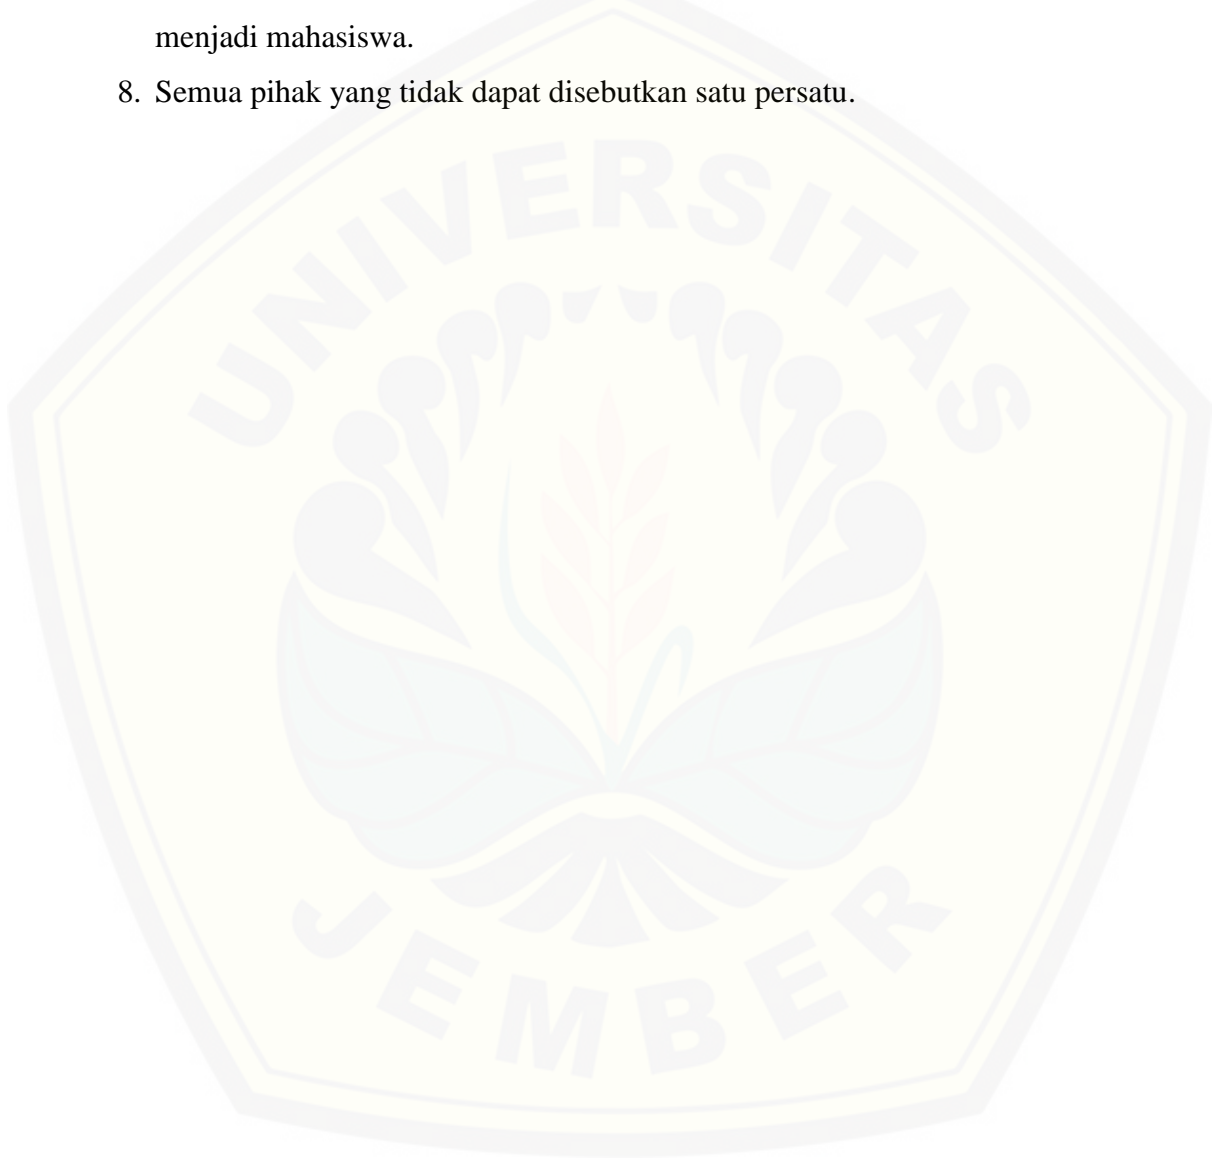 menjadi mahasiswa.
8. Semua pihak yang tidak dapat disebutkan satu persatu.
UNIVERSITAS
JEMBER